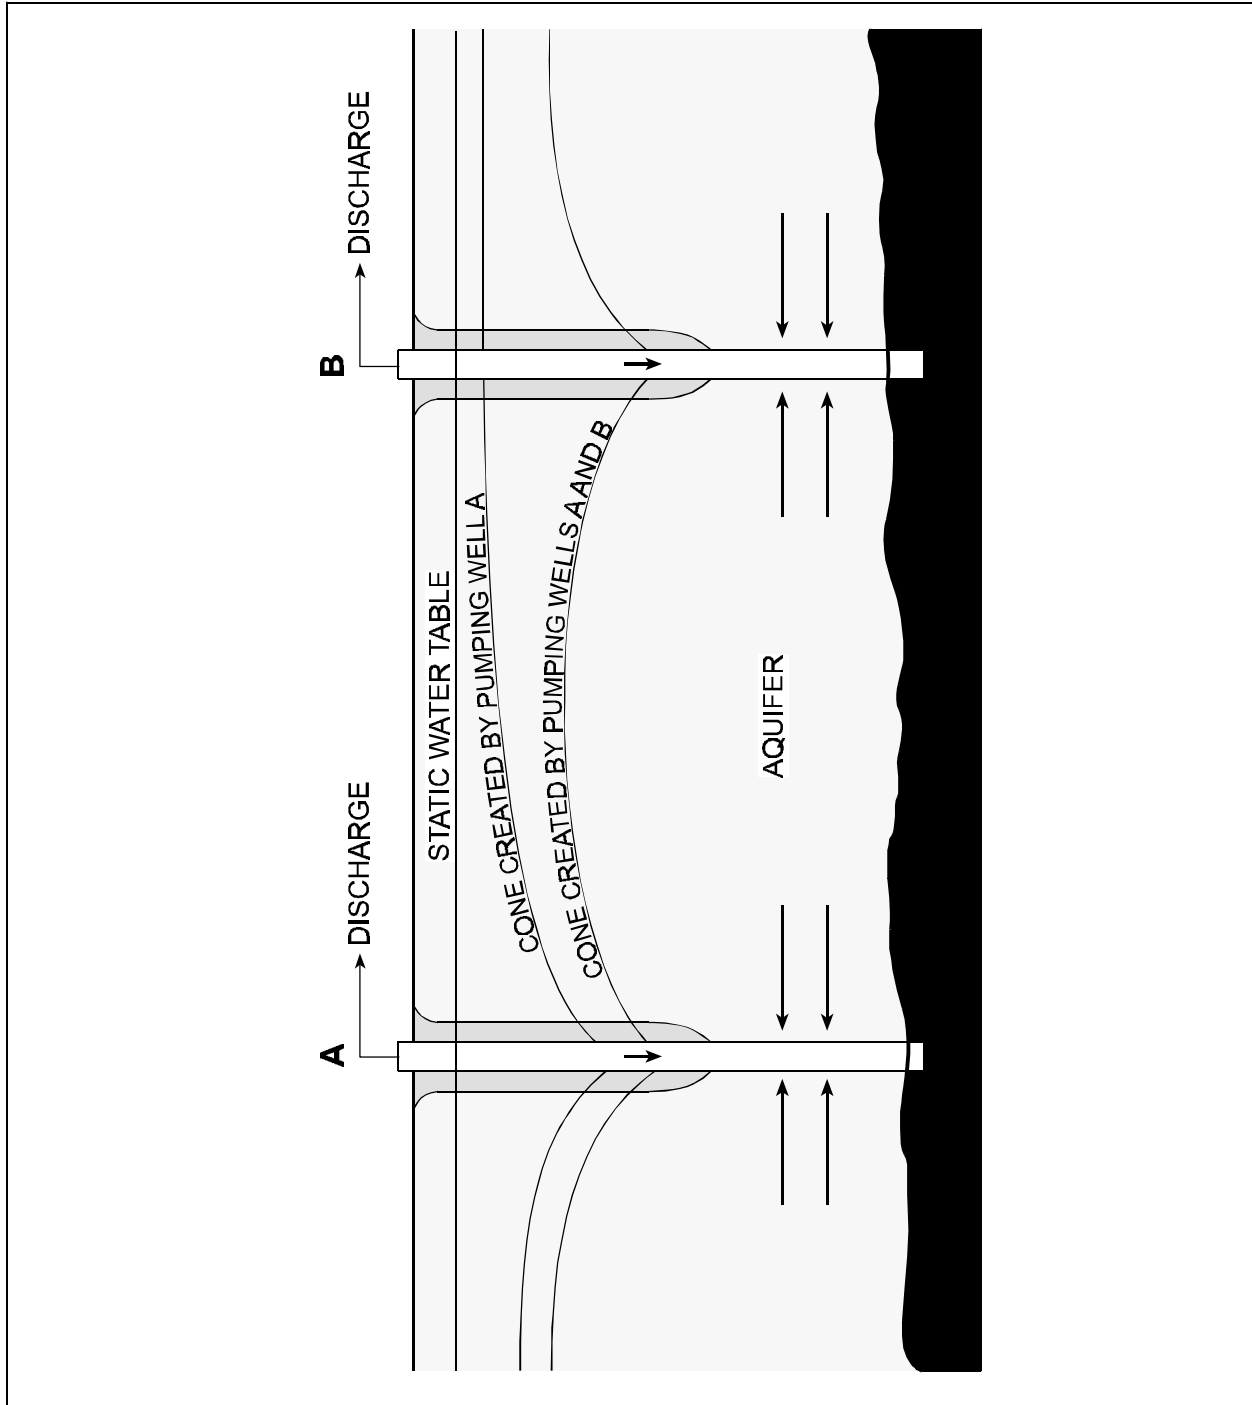 A
DISCHARGE
B
DISCHARGE
STATIC WATER TABLE
CONE CREATED BY PUMPING WELL A
CONE CREATED BY PUMPING WELLS A AND B
AQUIFER